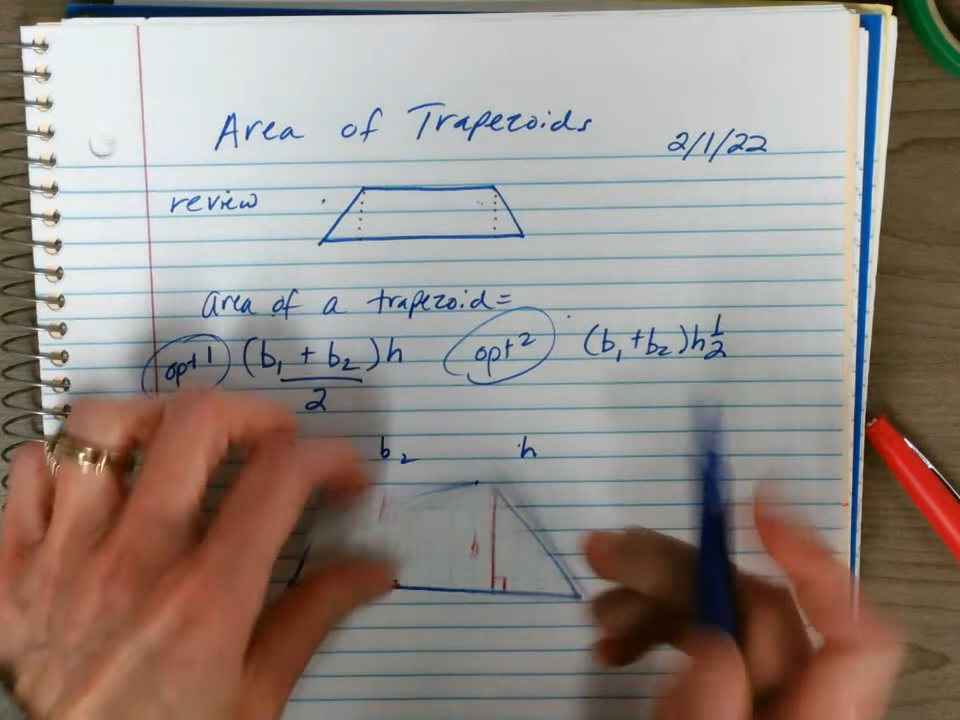 Area of Trapezoids
2/1/22
review
area of a trapezoid=
opt 1 (b₁ + b₂)h / 2 opt 2 (b₁+b₂)h ½
b₂ h
h